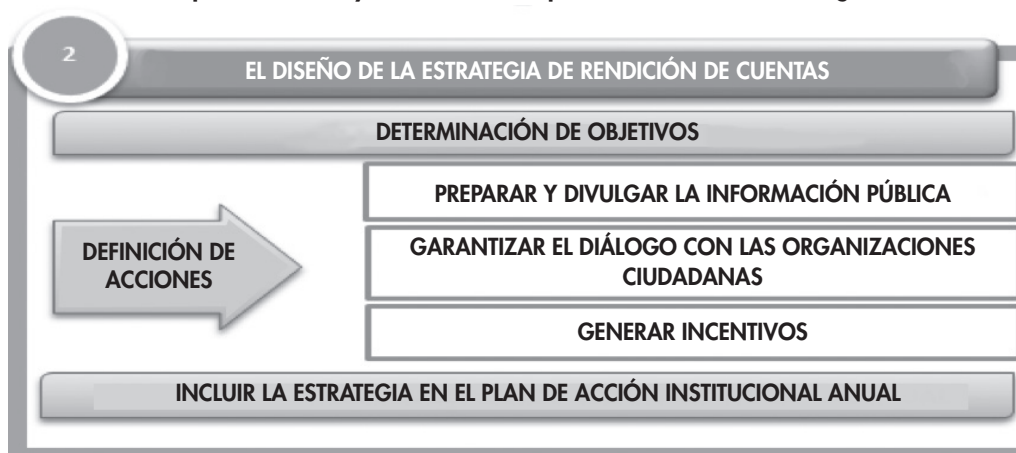 2
EL DISEÑO DE LA ESTRATEGIA DE RENDICIÓN DE CUENTAS
DETERMINACIÓN DE OBJETIVOS
PREPARAR Y DIVULGAR LA INFORMACIÓN PÚBLICA
DEFINICIÓN DE
ACCIONES
GARANTIZAR EL DIÁLOGO CON LAS ORGANIZACIONES
CIUDADANAS
GENERAR INCENTIVOS
INCLUIR LA ESTRATEGIA EN EL PLAN DE ACCIÓN INSTITUCIONAL ANUAL